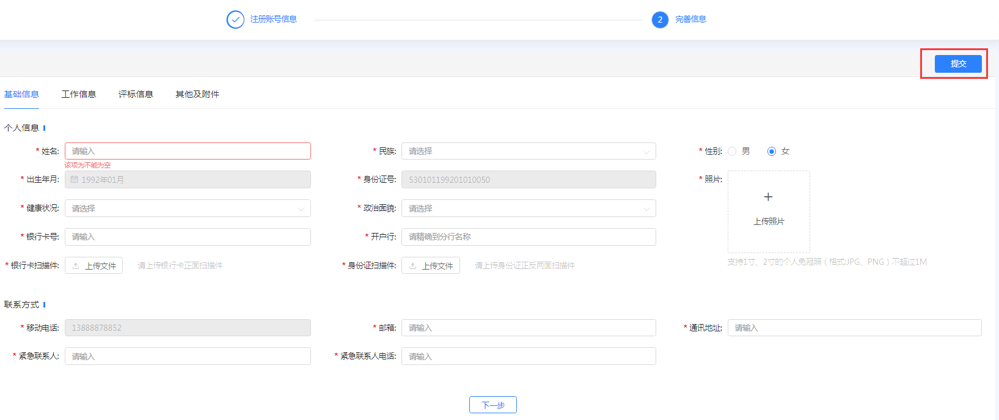 注册账号信息 2 完善信息
提交
基础信息 工作信息 评标信息 其他及附件
个人信息
* 姓名: 请输入 * 民族: 请选择 * 性别: 男 女
该项为不能为空
* 出生年月: 1992年01月 * 身份证号: 530101199201010050 * 照片:
+
* 健康状况: 请选择 * 政治面貌: 请选择
上传照片
* 银行卡号: 请输入 * 开户行: 请精确到分行名称
* 银行卡扫描件: 上传文件 请上传银行卡正面扫描件 * 身份证扫描件: 上传文件 请上传身份证正反两面扫描件
支持1寸、2寸的个人免冠照（格式:JPG、PNG）不超过1M
联系方式
* 移动电话: 13888878852 * 邮箱: 请输入 * 通讯地址: 请输入
* 紧急联系人: 请输入 * 紧急联系人电话: 请输入
下一步